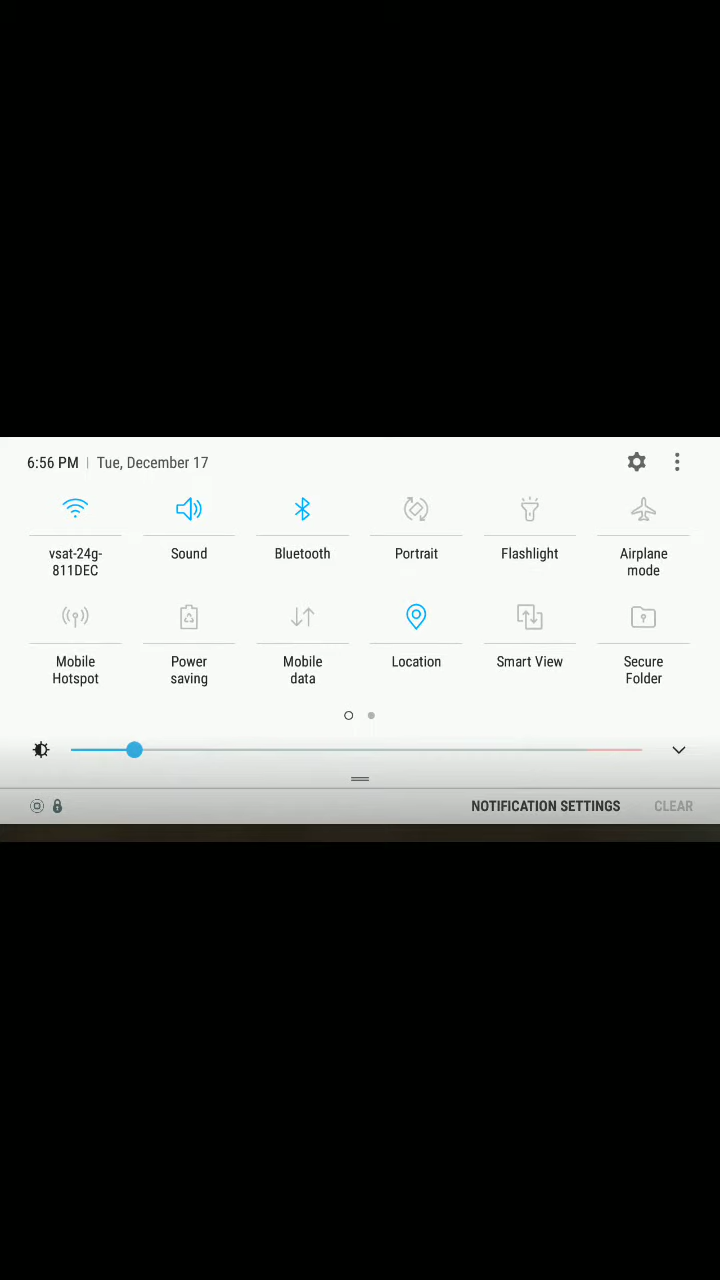 6:56 PM | Tue, December 17
vsat-24g-
811DEC
Sound
Bluetooth
Portrait
Flashlight
Airplane
mode
Mobile
Hotspot
Power
saving
Mobile
data
Location
Smart View
Secure
Folder
NOTIFICATION SETTINGS
CLEAR